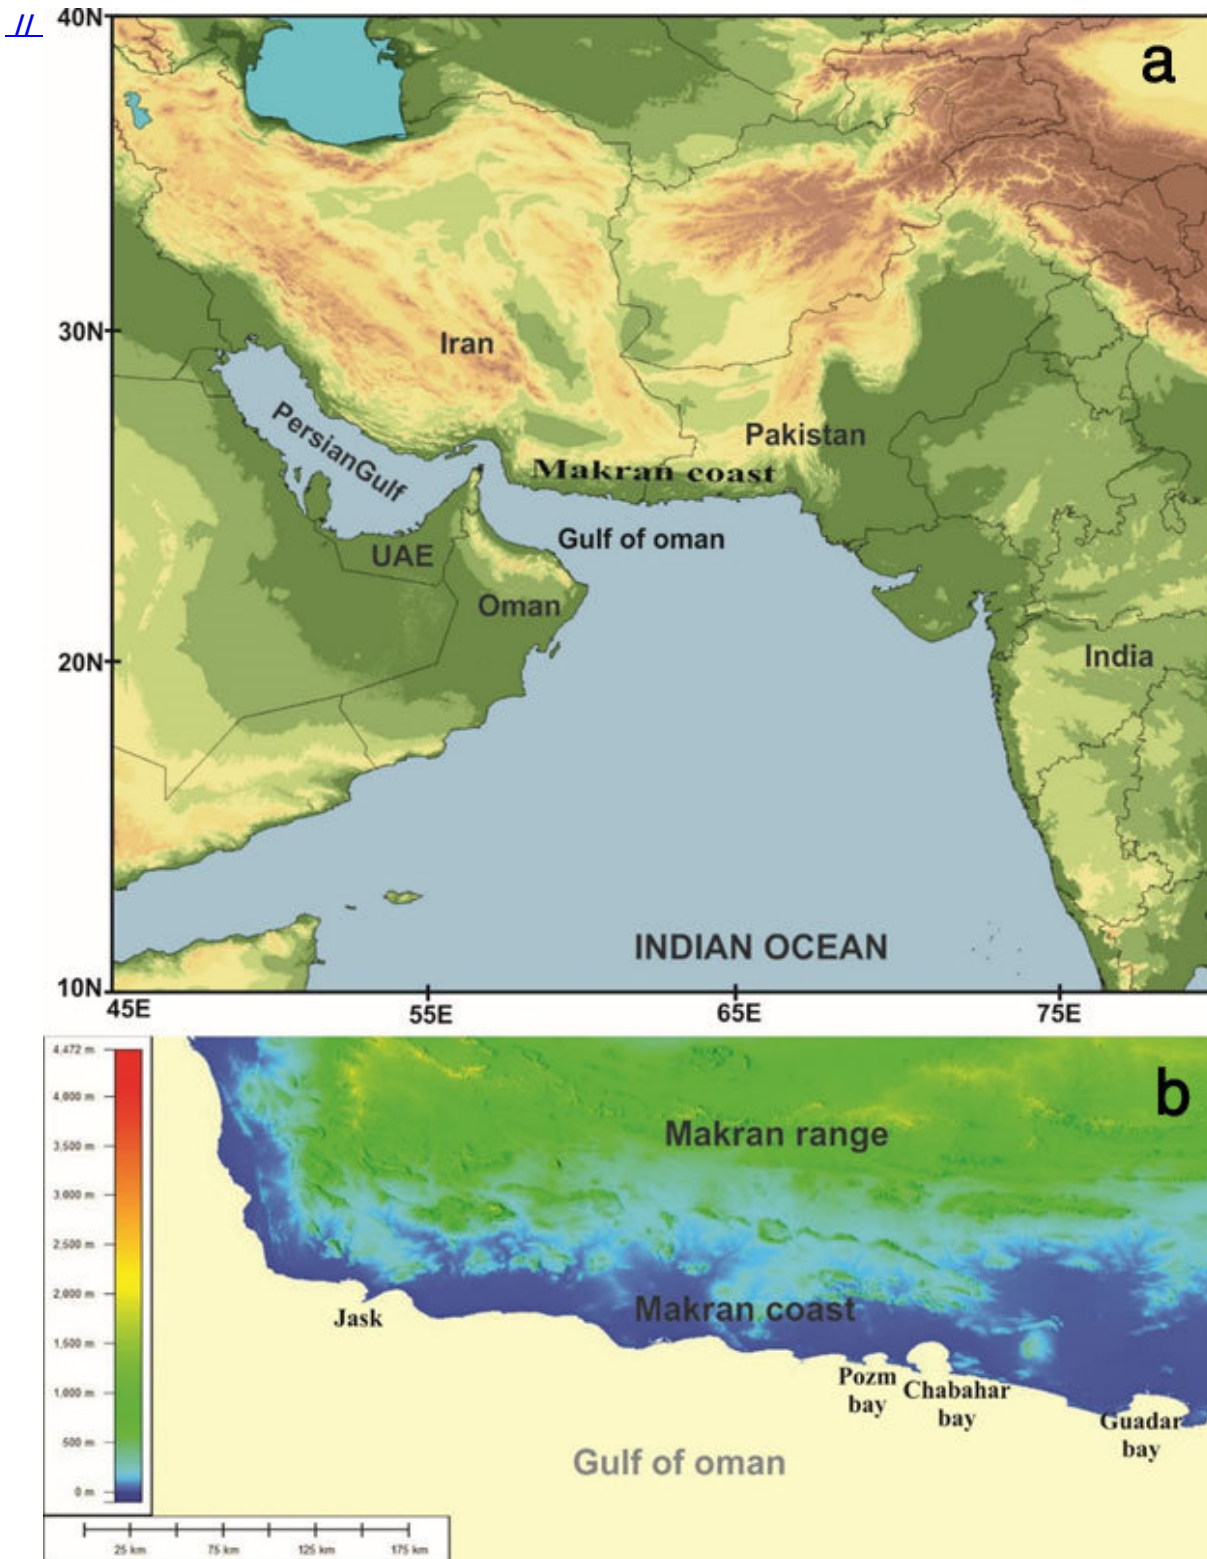 //
40N
a
30N
Iran
PersianGulf
Pakistan
Makran coast
Gulf of oman
UAE
Oman
20N
India
INDIAN OCEAN
10N
45E 55E 65E 75E
4,472 m
4,000 m
3,500 m
3,000 m
2,500 m
2,000 m
1,500 m
1,000 m
500 m
0 m
b
Makran range
Makran coast
Jask
Pozm
bay
Chabahar
bay
Guadar
bay
Gulf of oman
25 km 75 km 125 km 175 km